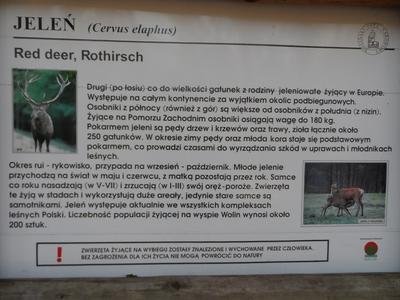 JELEŃ (Cervus elaphus)
Red deer, Rothirsch
Drugi (po łosiu) co do wielkości gatunek z rodziny jeleniowate żyjący w Europie.
Występuje na całym kontynencie za wyjątkiem okolic podbiegunowych.
Osobniki z północy (również z gór) są większe od osobników z południa (z nizin).
Żyjące na Pomorzu Zachodnim osobniki osiągają wagę do 180 kg.
Pokarmem jeleni są pędy drzew i krzewów oraz trawy, zioła łącznie około
250 gatunków. W okresie zimy pędy oraz młoda kora staje się podstawowym
pokarmem, co prowadzi czasami do wyrządzania szkód w uprawach i młodnikach
leśnych.
Okres rui - rykowisko, przypada na wrzesień - październik. Młode jelenie
przychodzą na świat w maju i czerwcu, z matką pozostają przez rok. Samce
co roku nasadzają (w V-VII) i zrzucają (w I-III) swój oręż-poroże. Zwierzęta
te żyją w stadach i wykorzystują duże areały, jedynie stare samce są
samotnikami. Jeleń występuje aktualnie we wszystkich kompleksach
leśnych Polski. Liczebność populacji żyjącej na wyspie Wolin wynosi około
200 sztuk.
! ZWIERZĘTA ŻYJĄCE NA WYBIEGU ZOSTAŁY ZNALEZIONE I WYCHOWANE PRZEZ CZŁOWIEKA.
BEZ ZAGROŻENIA DLA ICH ŻYCIA NIE MOGĄ POWRÓCIĆ DO NATURY